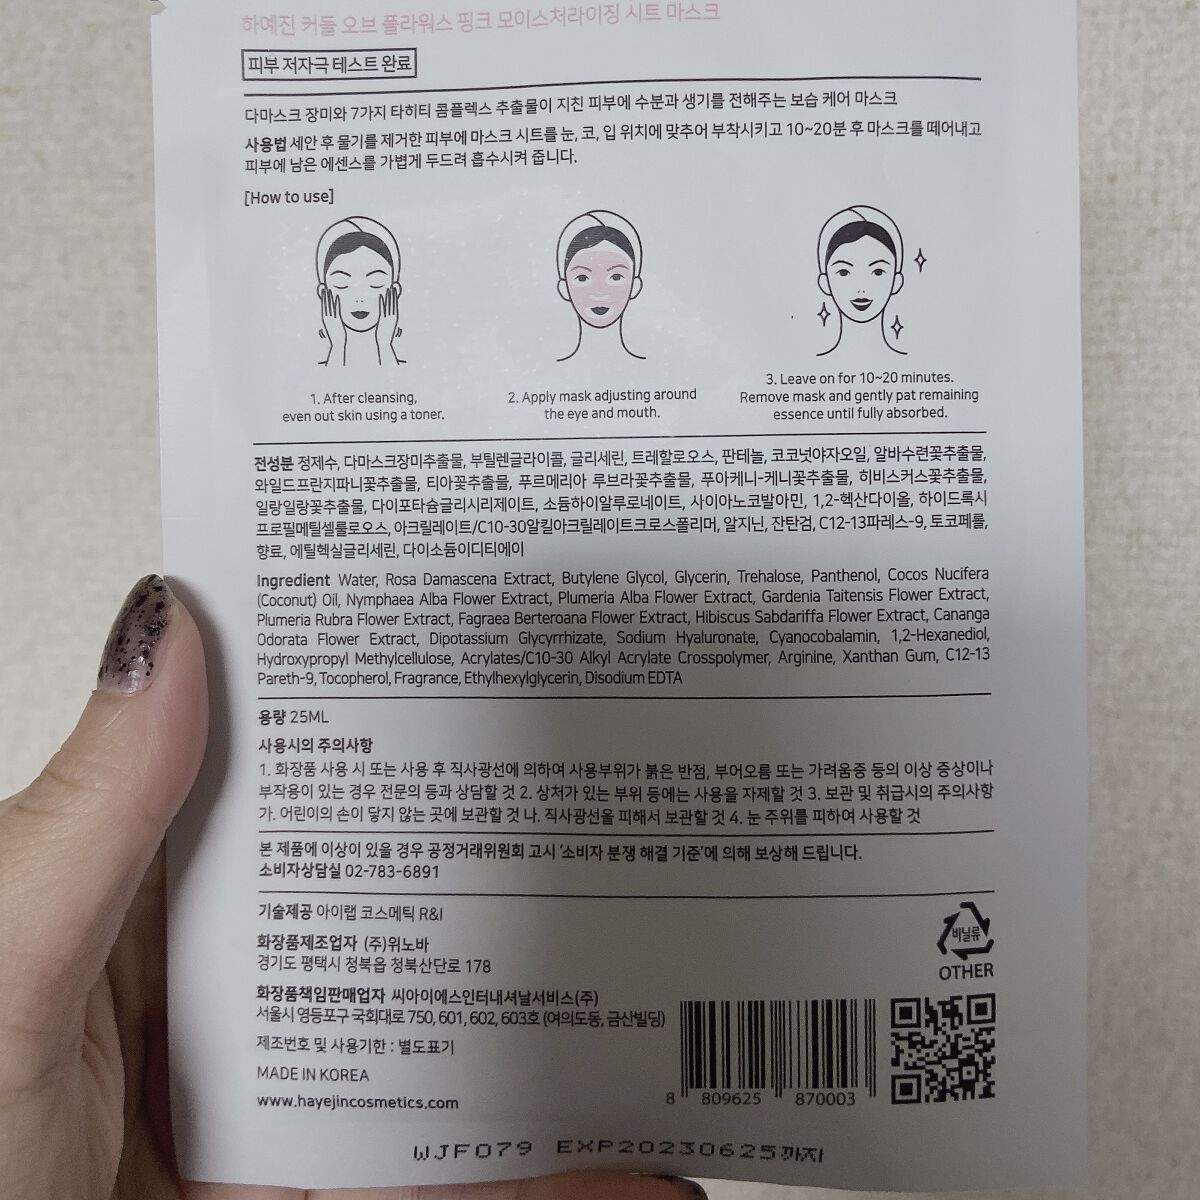 하예진 커들 오브 플라워스 핑크 모이스처라이징 시트 마스크
피부 저자극 테스트 완료
다마스크 장미와 7가지 타히티 콤플렉스 추출물이 지친 피부에 수분과 생기를 전해주는 보습 케어 마스크
사용법 세안 후 물기를 제거한 피부에 마스크 시트를 눈, 코, 입 위치에 맞추어 부착시키고 10~20분 후 마스크를 떼어내고
피부에 남은 에센스를 가볍게 두드려 흡수시켜 줍니다.
[How to use]
1. After cleansing,
even out skin using a toner.
2. Apply mask adjusting around
the eye and mouth.
3. Leave on for 10~20 minutes.
Remove mask and gently pat remaining
essence until fully absorbed.
전성분 정제수, 다마스크장미추출물, 부틸렌글라이콜, 글리세린, 트레할로오스, 판테놀, 코코넛야자오일, 알바수련꽃추출물,
와일드프란지파니꽃추출물, 티아꽃추출물, 푸르메리아 루브라꽃추출물, 푸아케니-케니꽃추출물, 히비스커스꽃추출물,
일랑일랑꽃추출물, 다이포타슘글리시리제이트, 소듐하이알루로네이트, 사이아노코발아민, 1,2-헥산다이올, 하이드록시
프로필메틸셀룰로오스, 아크릴레이트/C10-30알킬아크릴레이트크로스폴리머, 알지닌, 잔탄검, C12-13파레스-9, 토코페롤,
향료, 에틸헥실글리세린, 다이소듐이디티에이
Ingredient Water, Rosa Damascena Extract, Butylene Glycol, Glycerin, Trehalose, Panthenol, Cocos Nucifera
(Coconut) Oil, Nymphaea Alba Flower Extract, Plumeria Alba Flower Extract, Gardenia Taitensis Flower Extract,
Plumeria Rubra Flower Extract, Fagraea Berteroana Flower Extract, Hibiscus Sabdariffa Flower Extract, Cananga
Odorata Flower Extract, Dipotassium Glycyrrhizate, Sodium Hyaluronate, Cyanocobalamin, 1,2-Hexanediol,
Hydroxypropyl Methylcellulose, Acrylates/C10-30 Alkyl Acrylate Crosspolymer, Arginine, Xanthan Gum, C12-13
Pareth-9, Tocopherol, Fragrance, Ethylhexylglycerin, Disodium EDTA
용량 25ML
사용시의 주의사항
1. 화장품 사용 시 또는 사용 후 직사광선에 의하여 사용부위가 붉은 반점, 부어오름 또는 가려움증 등의 이상 증상이나
부작용이 있는 경우 전문의 등과 상담할 것 2. 상처가 있는 부위 등에는 사용을 자제할 것 3. 보관 및 취급시의 주의사항
가. 어린이의 손이 닿지 않는 곳에 보관할 것 나. 직사광선을 피해서 보관할 것 4. 눈 주위를 피하여 사용할 것
본 제품에 이상이 있을 경우 공정거래위원회 고시 '소비자 분쟁 해결 기준'에 의해 보상해 드립니다.
소비자상담실 02-783-6891
기술제공 아이랩 코스메틱 R&I
화장품제조업자 (주)위노바
경기도 평택시 청북읍 청북산단로 178
비닐류
OTHER
화장품책임판매업자 씨아이에스인터내셔날서비스(주)
서울시 영등포구 국회대로 750, 601, 602, 603호 (여의도동, 금산빌딩)
제조번호 및 사용기한 : 별도표기
MADE IN KOREA
www.hayejincosmetics.com
8 809625 870003
WJF079 EXP20230625까지